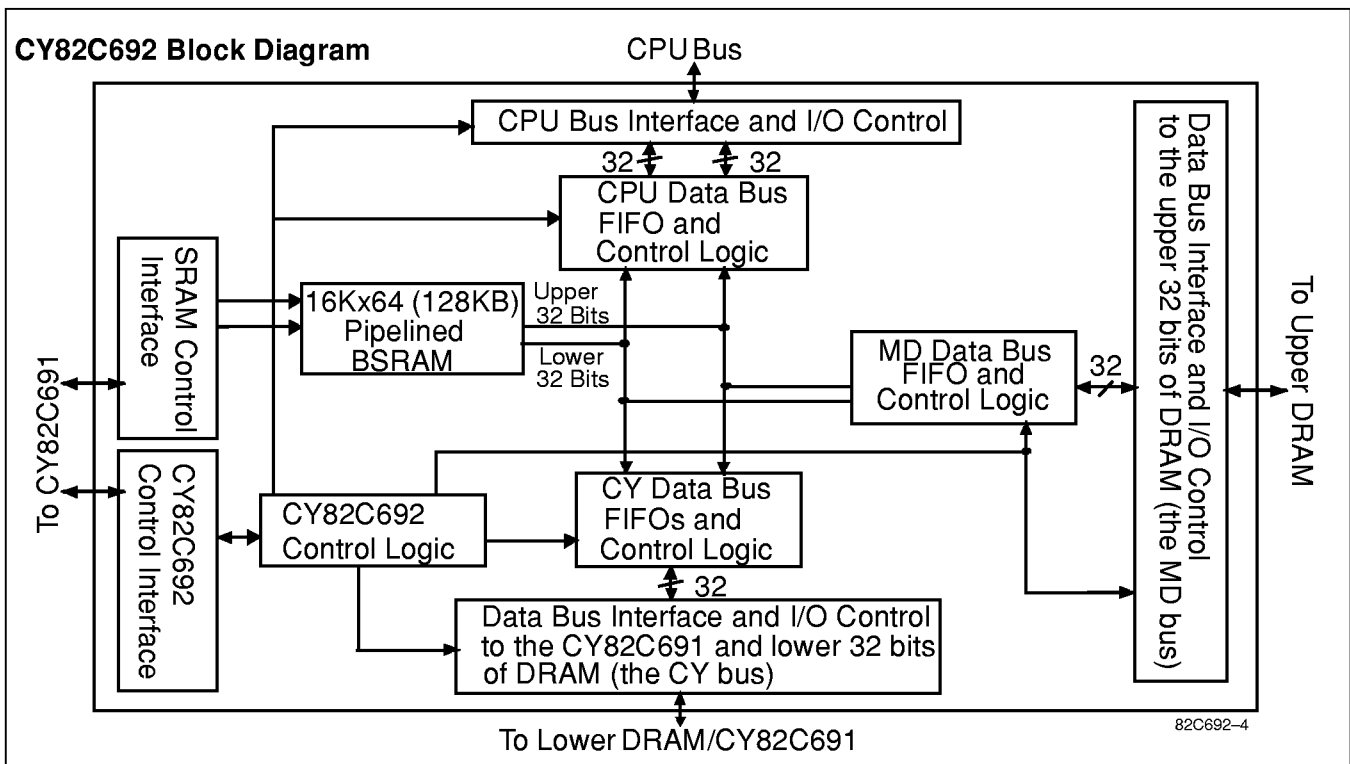 CY82C692 Block Diagram
CPU Bus
CPU Bus Interface and I/O Control
32
32
CPU Data Bus
FIFO and
Control Logic
SRAM Control
Interface
16Kx64 (128KB)
Pipelined
BSRAM
Upper
32 Bits
Lower
32 Bits
MD Data Bus
FIFO and
Control Logic
32
Data Bus Interface and I/O Control
to the upper 32 bits of DRAM (the MD bus)
To Upper DRAM
To CY82C691
CY82C692
Control Interface
CY82C692
Control Logic
CY Data Bus
FIFOs and
Control Logic
32
Data Bus Interface and I/O Control
to the CY82C691 and lower 32 bits
of DRAM (the CY bus)
To Lower DRAM/CY82C691
82C692–4